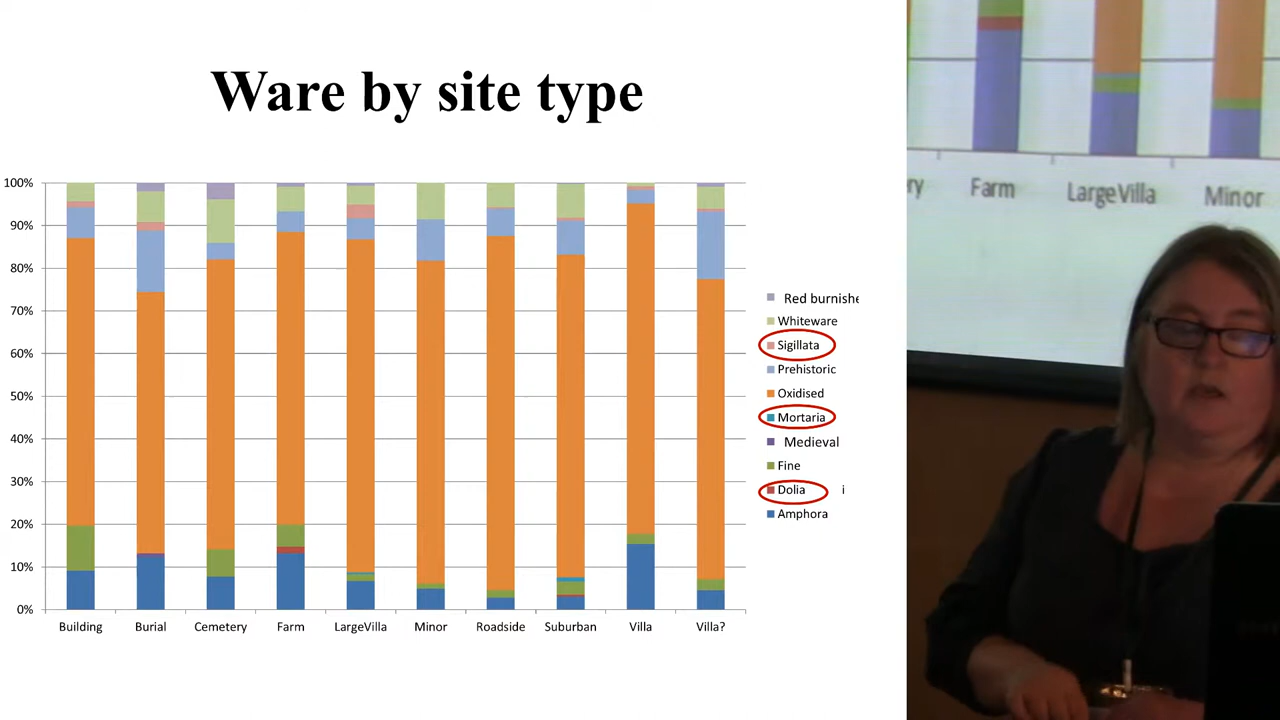 Ware by site type
100%
90%
80%
70%
60%
50%
40%
30%
20%
10%
0%
Building Burial Cemetery Farm LargeVilla Minor Roadside Suburban Villa Villa?
Red burnishe
Whiteware
Sigillata
Prehistoric
Oxidised
Mortaria
Medieval
Fine
Dolia i
Amphora
ry Farm LargeVilla Minor